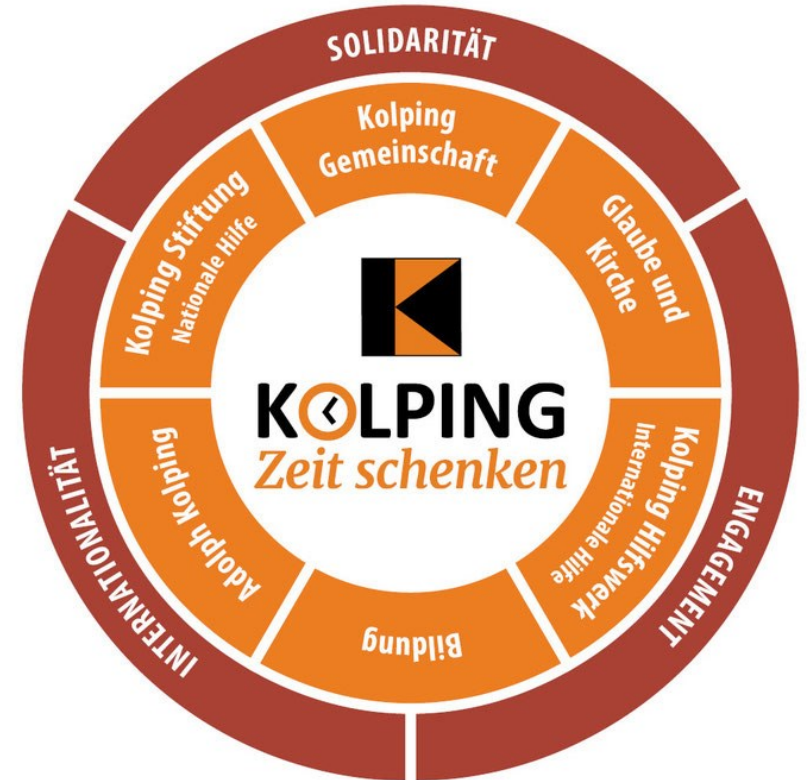 SOLIDARITÄT
Kolping
Gemeinschaft
Glaube und
Kirche
Kolping Hilfswerk
Internationale Hilfe
Bildung
Adolph Kolping
Kolping Stiftung
Nationale Hilfe
KOLPING
Zeit schenken
ENGAGEMENT
INTERNATIONALITÄT